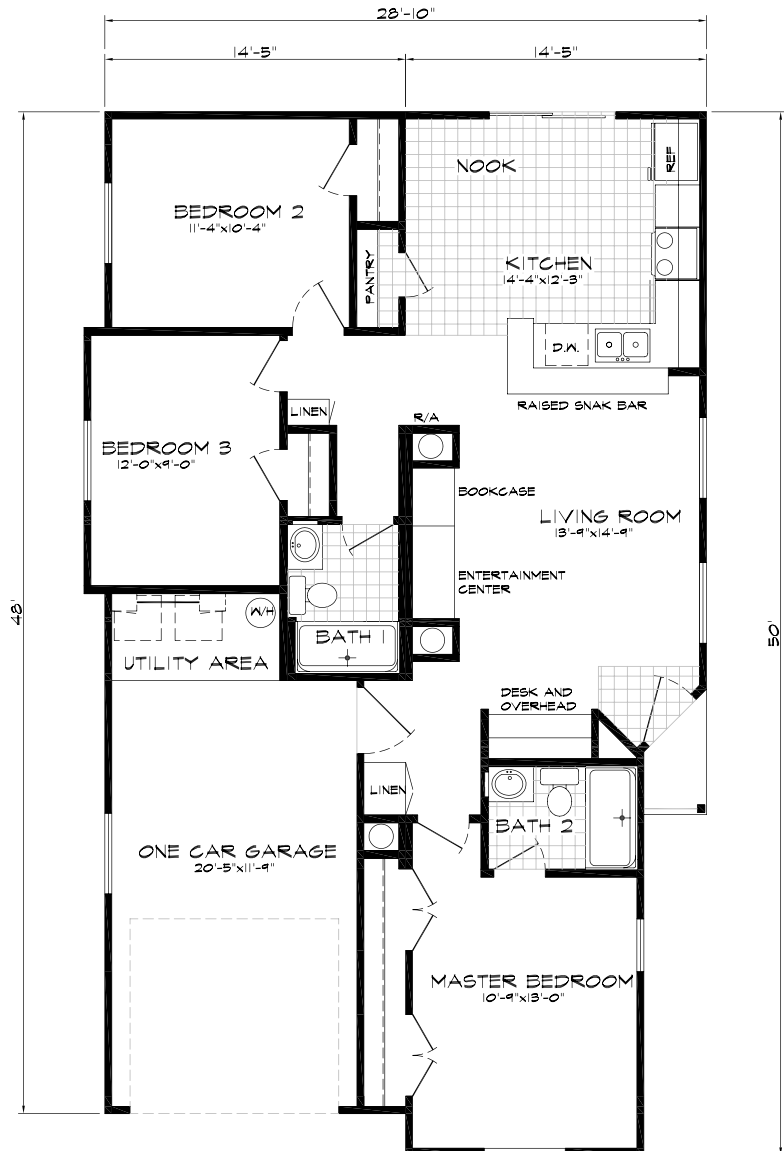 28'-10"
14'-5"
14'-5"
NOOK
REF
BEDROOM 2
11'-4"x10'-4"
PANTRY
KITCHEN
14'-4"x12'-3"
D.W.
RAISED SNAK BAR
LINEN
R/A
BEDROOM 3
12'-0"x9'-0"
BOOKCASE
LIVING ROOM
13'-9"x14'-9"
ENTERTAINMENT
CENTER
48'
50'
W/H
BATH 1
UTILITY AREA
DESK AND
OVERHEAD
LINEN
BATH 2
ONE CAR GARAGE
20'-5"x11'-9"
MASTER BEDROOM
10'-9"x13'-0"